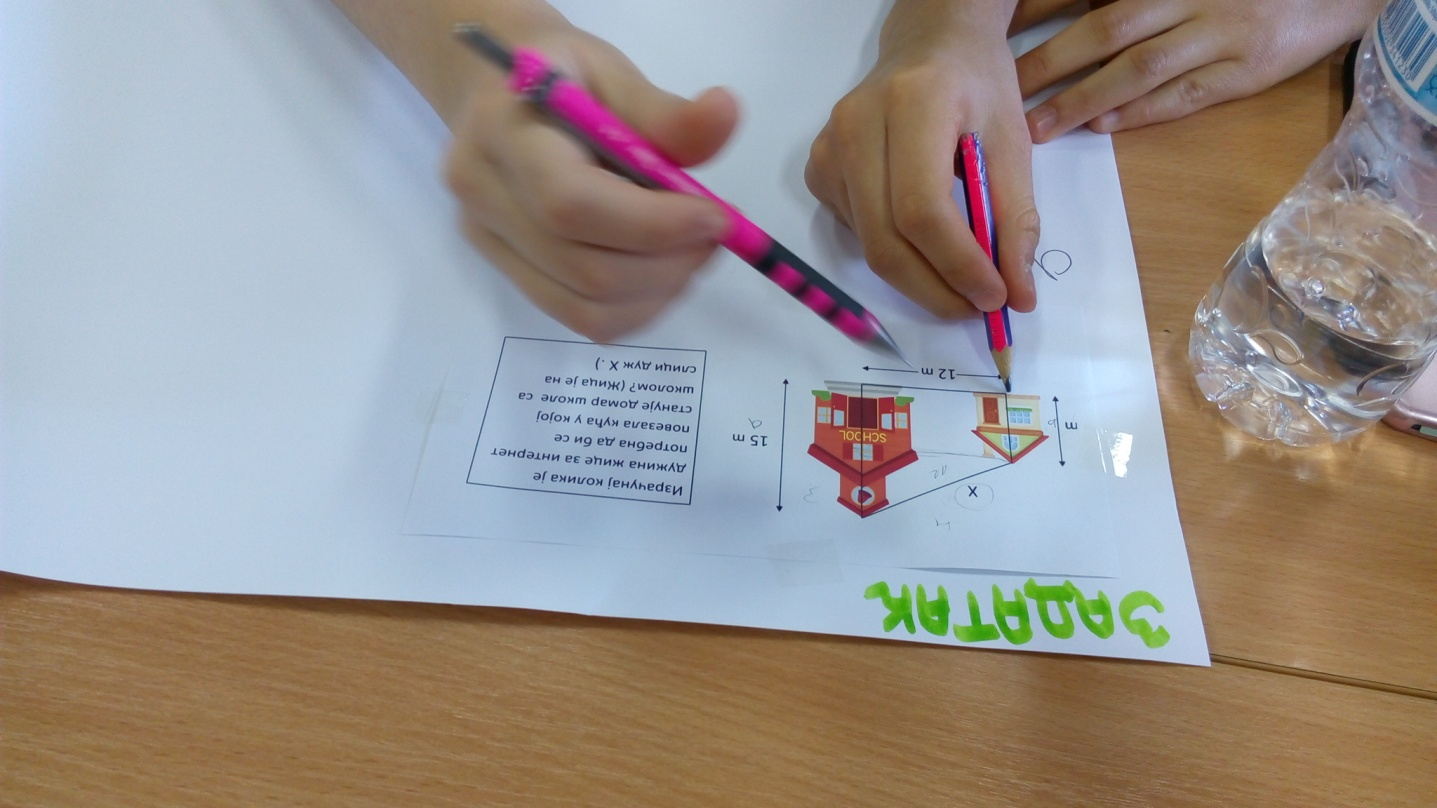 ЗАДАТАК
X
12
15 m
a
m
b
12 m
SCHOOL
Израчунај колика је
дужина жице за интернет
потребна да би се
повезала кућа у којој
станује домар школе са
школом? (Жица је на
слици дуж X .)